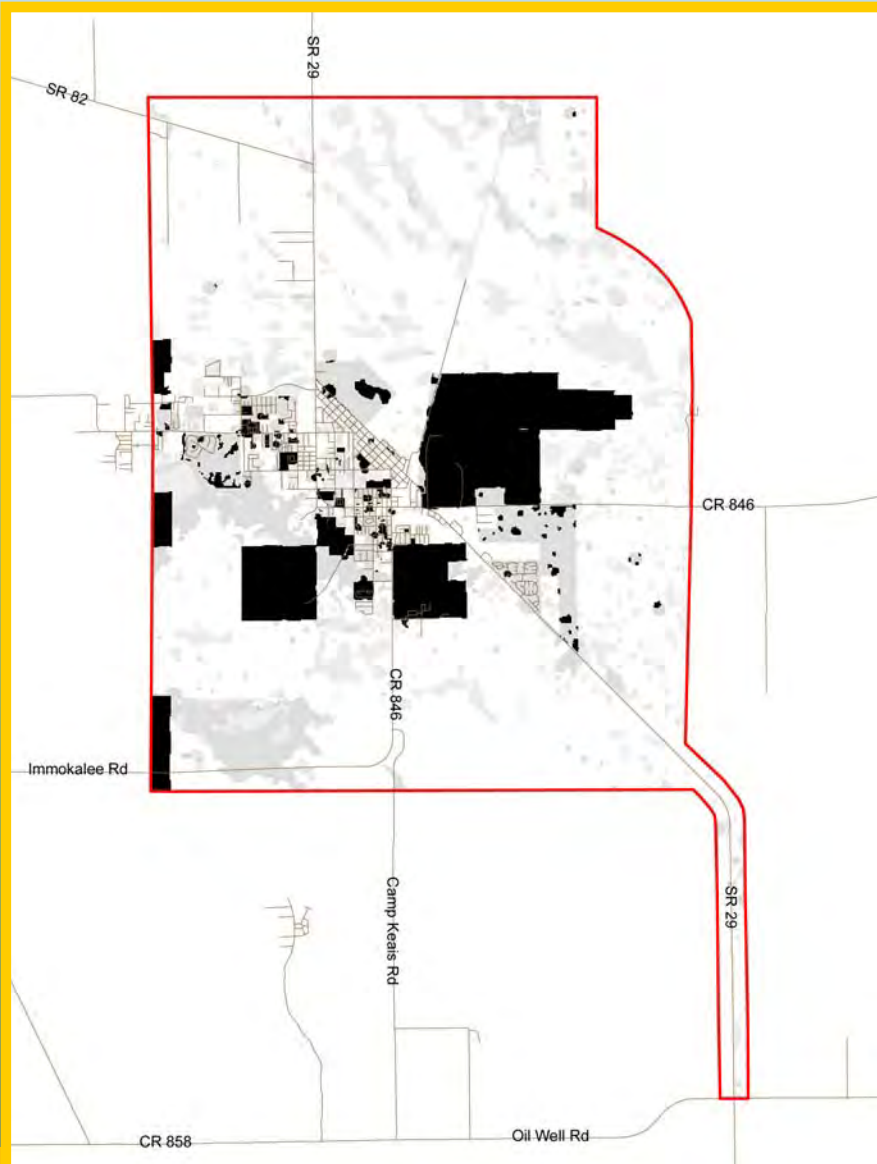 SR 29
SR 82
CR 846
CR 846
Immokalee Rd
Camp Keais Rd
SR 29
Oil Well Rd
CR 858